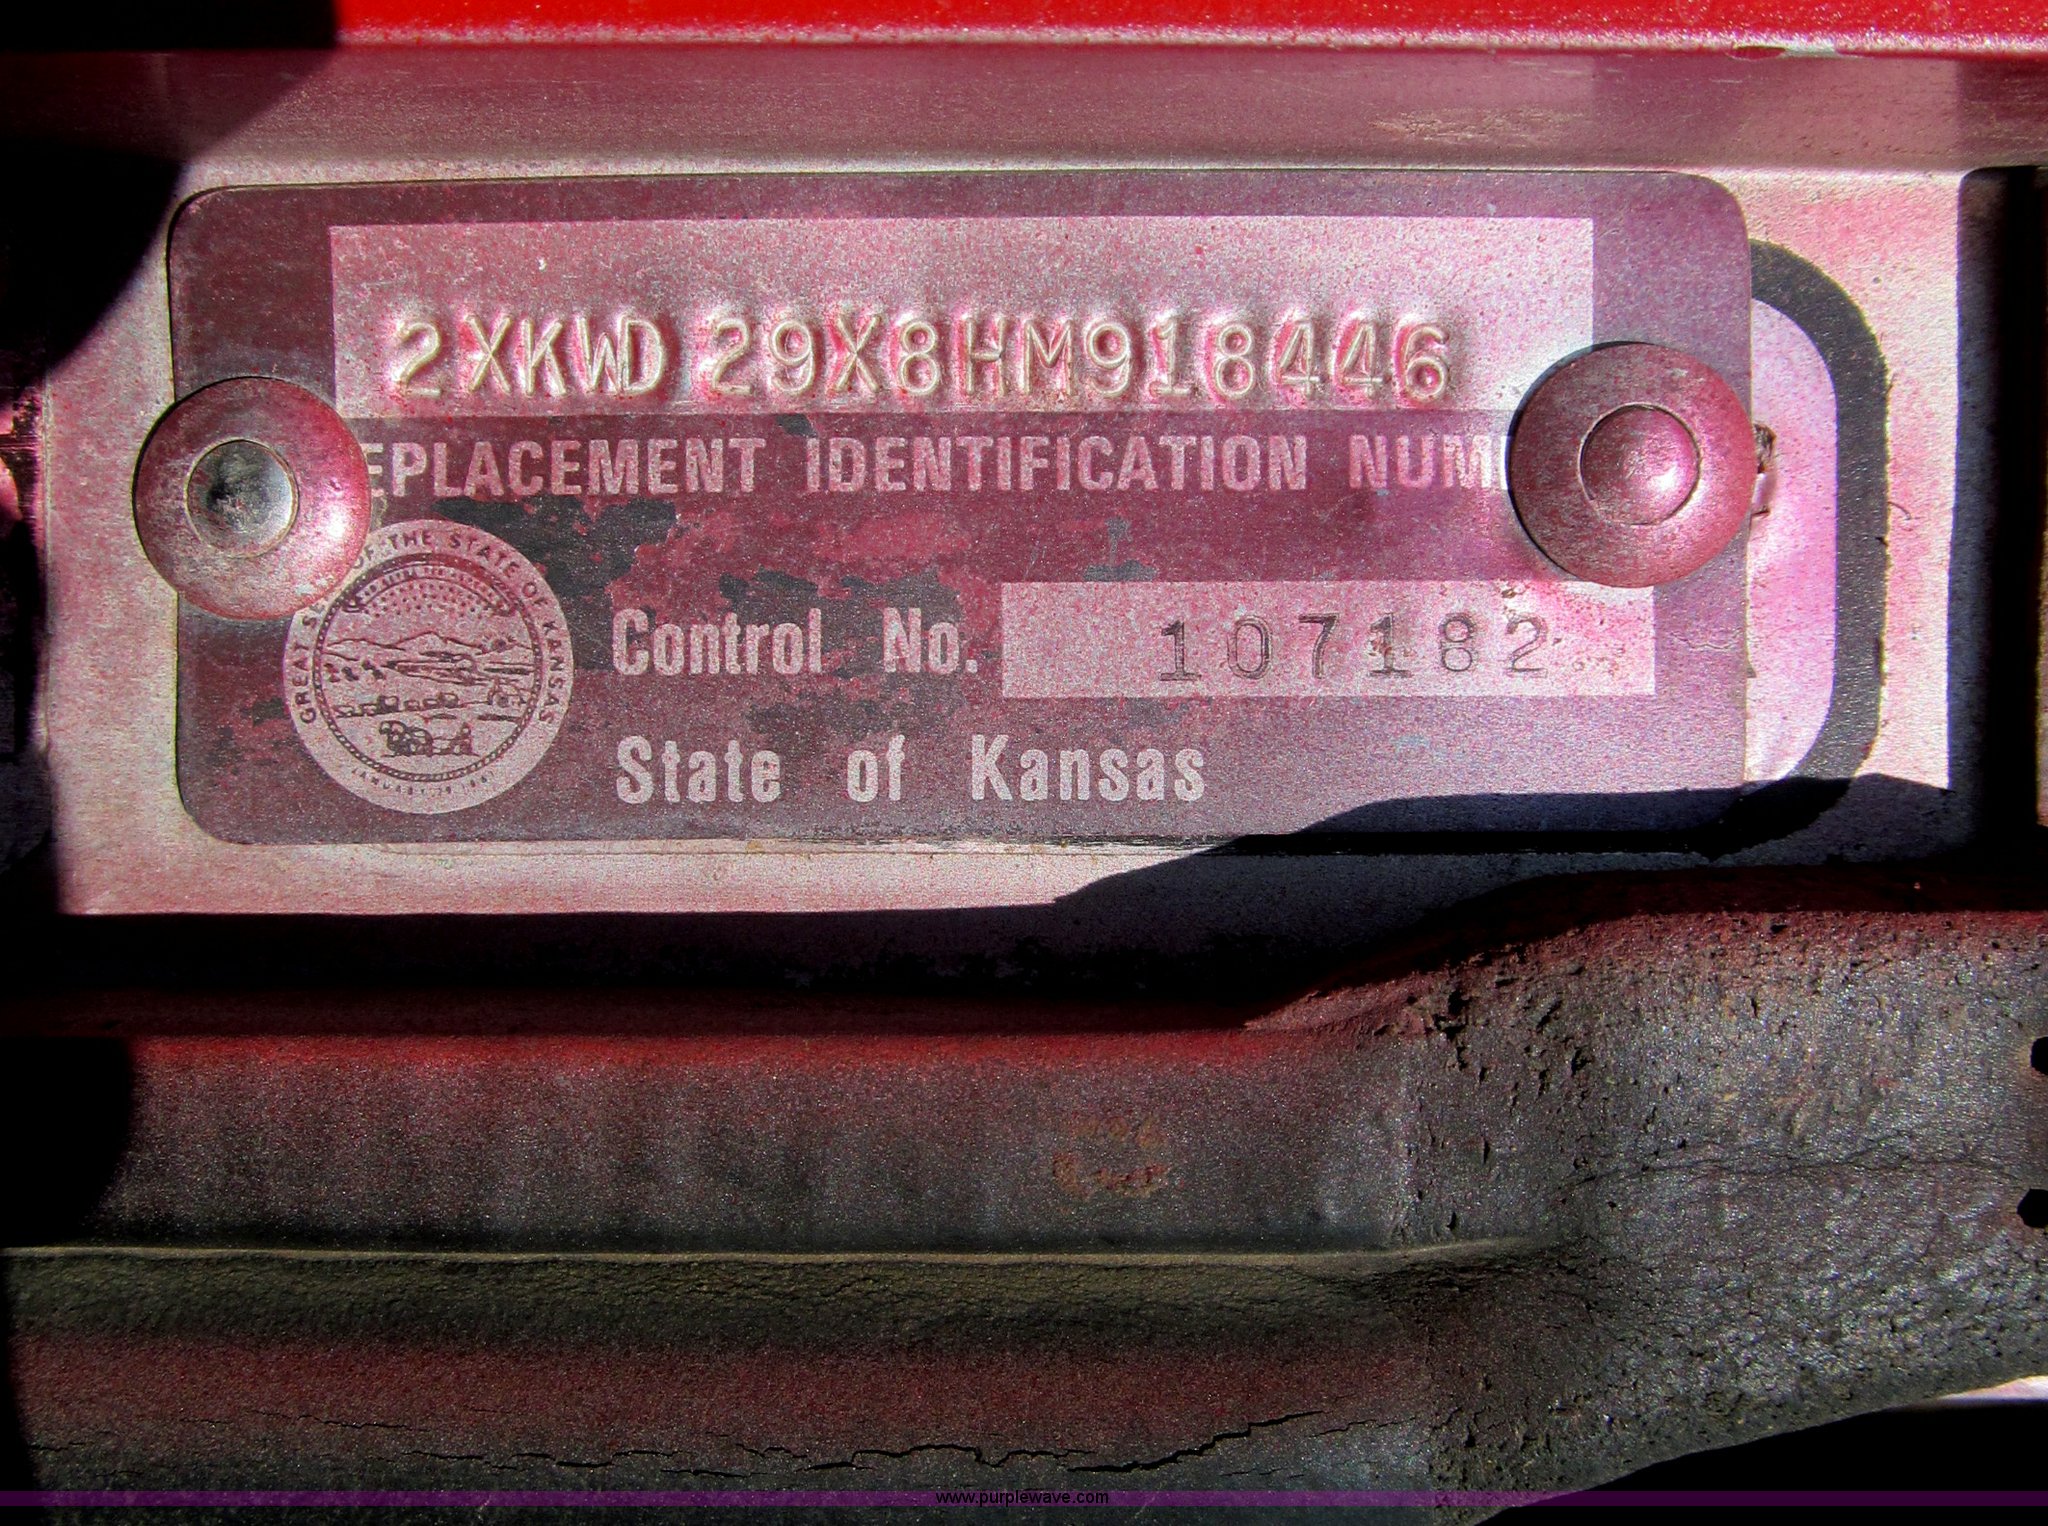 2XKWD29X8HM918446
EPLACEMENT IDENTIFICATION NUM
GREAT SE OF THE STATE OF KANSAS
Control No. 107182
State of Kansas
www.purplewave.com